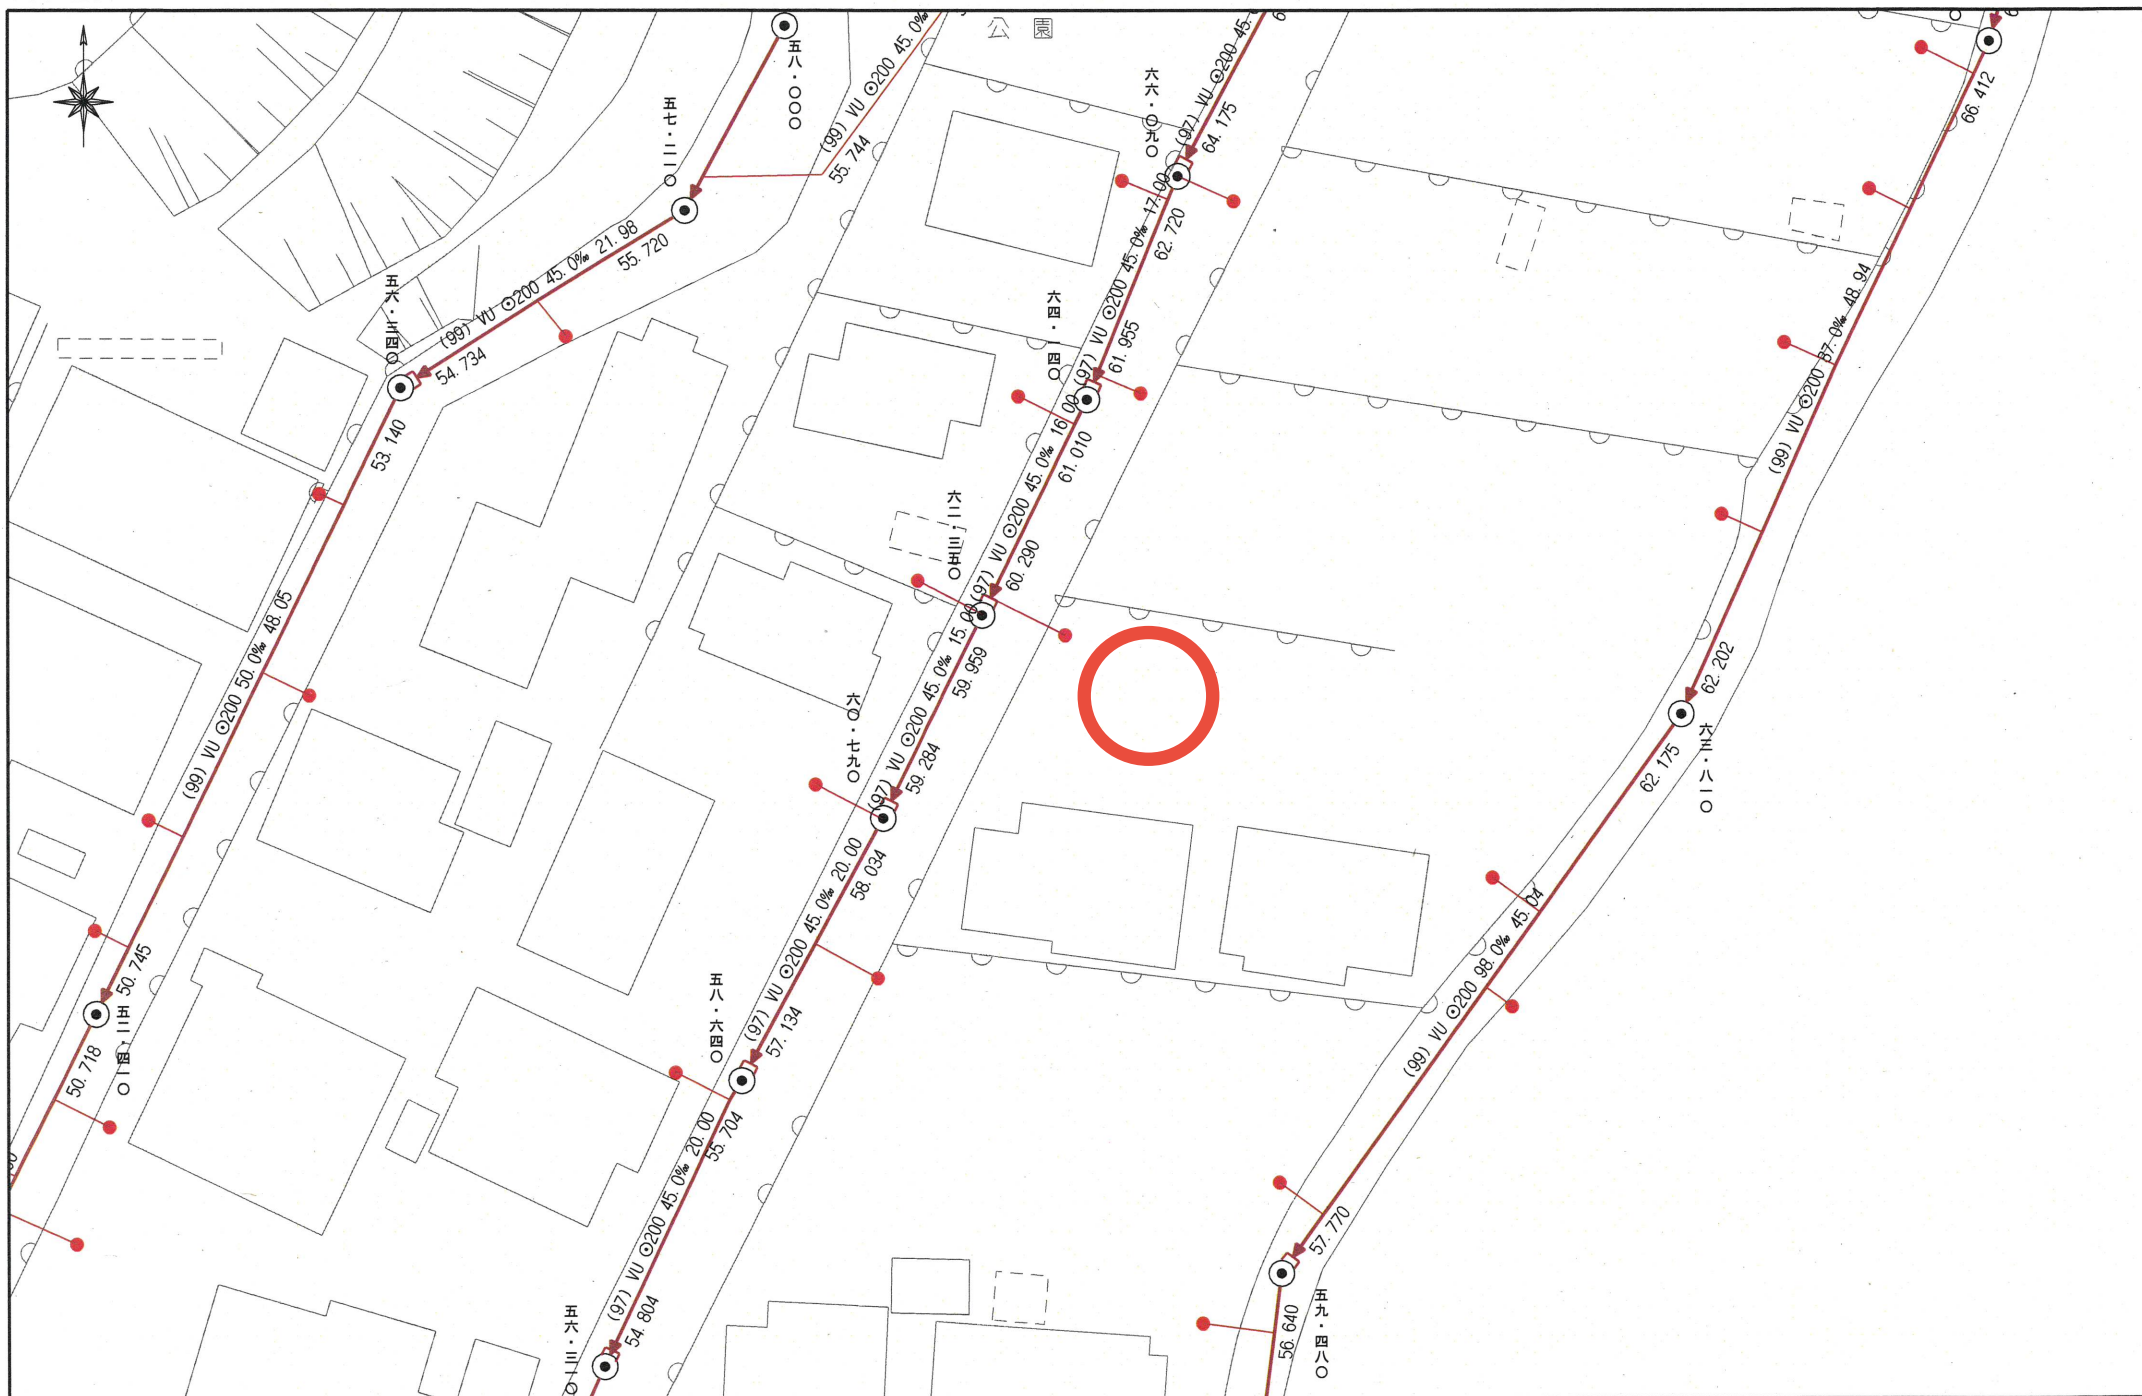 公園
五八・〇〇〇
五七・二一〇
(99) VU ⊙200 45.0
55.744
(99) VU ⊙200 45.0‰ 21.98
55.720
54.734
五六・三四〇
53.140
(99) VU ⊙200 50.0‰ 48.05
50.745
五二・四一〇
50.718
(97) VU ⊙200 45.
64.175
六六・〇九〇
(97) VU ⊙200 45.0‰ 17.00
62.720
61.955
六四・一四〇
(97) VU ⊙200 45.0‰ 16.00
61.010
60.290
六二・三五〇
(97) VU ⊙200 45.0‰ 15.00
59.959
59.284
六〇・七九〇
(97) VU ⊙200 45.0‰ 20.00
58.034
57.134
五八・六四〇
(97) VU ⊙200 45.0‰ 20.00
55.704
54.804
五六・三一〇
66.412
(99) VU ⊙200 87.0‰ 48.94
62.202
六三・八一〇
62.175
(99) VU ⊙200 98.0‰ 45.04
57.770
五九・四八〇
56.640